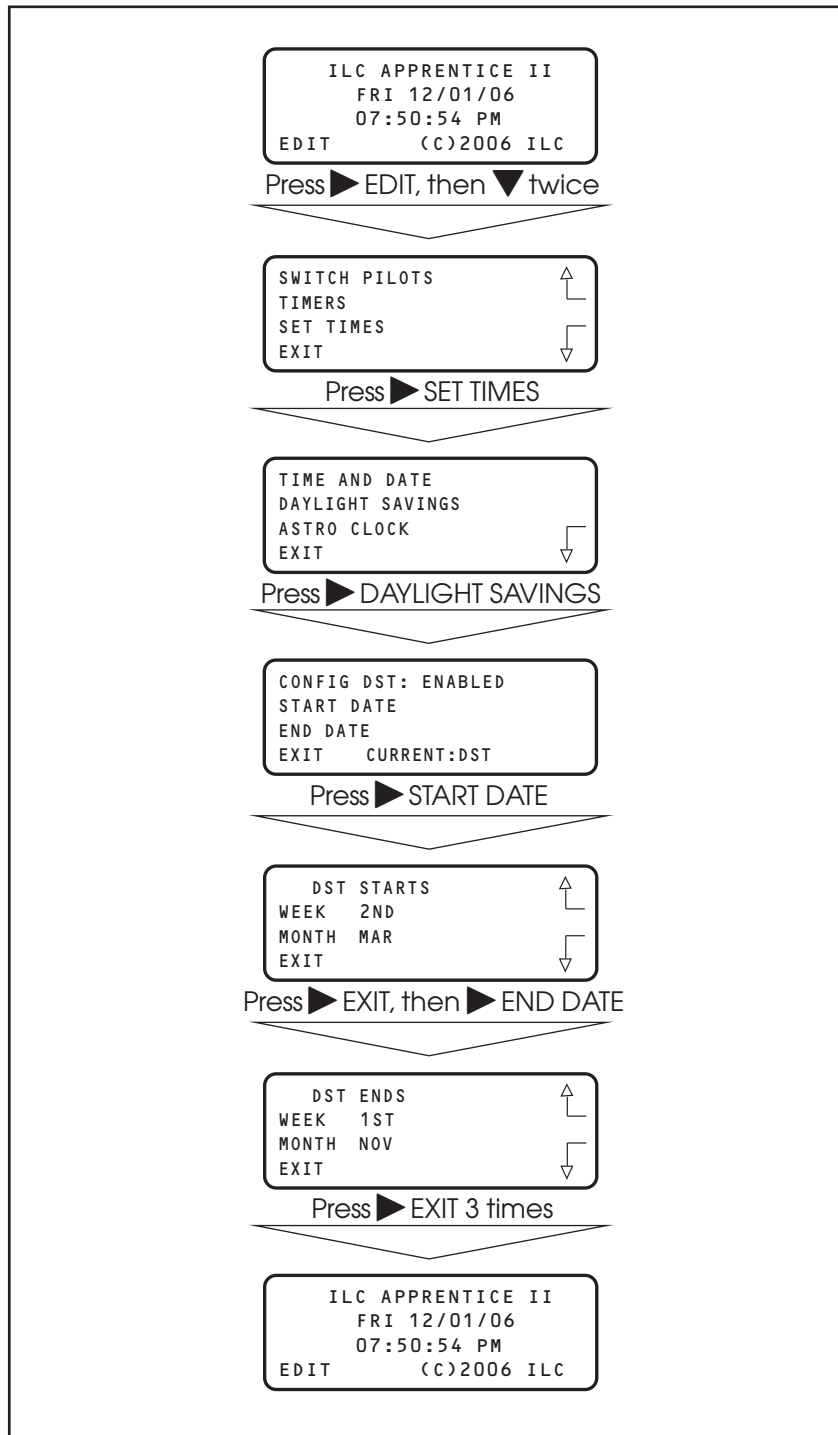 ILC APPRENTICE II
FRI 12/01/06
07:50:54 PM
EDIT (C)2006 ILC
Press ▶ EDIT, then ▼ twice
SWITCH PILOTS
TIMERS
SET TIMES
EXIT
Press ▶ SET TIMES
TIME AND DATE
DAYLIGHT SAVINGS
ASTRO CLOCK
EXIT
Press ▶ DAYLIGHT SAVINGS
CONFIG DST: ENABLED
START DATE
END DATE
EXIT CURRENT:DST
Press ▶ START DATE
DST STARTS
WEEK 2ND
MONTH MAR
EXIT
Press ▶ EXIT, then ▶ END DATE
DST ENDS
WEEK 1ST
MONTH NOV
EXIT
Press ▶ EXIT 3 times
ILC APPRENTICE II
FRI 12/01/06
07:50:54 PM
EDIT (C)2006 ILC